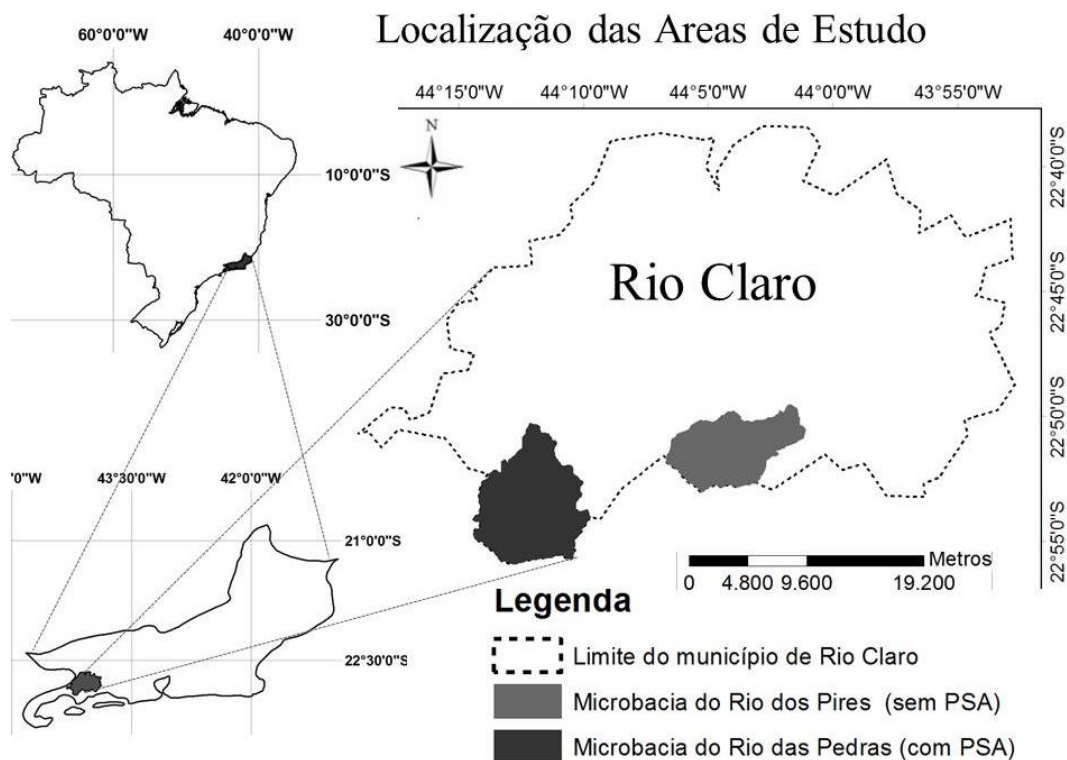 Localização das Areas de Estudo
60°0'0"W 40°0'0"W
10°0'0"S
30°0'0"S
44°15'0"W 44°10'0"W 44°5'0"W 44°0'0"W 43°55'0"W
N
22°40'0"S
22°45'0"S
22°50'0"S
22°55'0"S
Rio Claro
0'0"W 43°30'0"W 42°0'0"W
21°0'0"S
22°30'0"S
Metros
0 4.800 9.600 19.200
Legenda
Limite do município de Rio Claro
Microbacia do Rio dos Pires (sem PSA)
Microbacia do Rio das Pedras (com PSA)